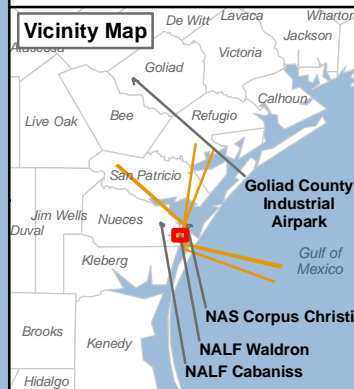 Vicinity Map
De Witt
Lavaca
Wharton
Jackson
Atascosa
Goliad
Victoria
Calhoun
Bee
Refugio
Live Oak
San Patricio
Goliad County
Industrial
Airpark
Jim Wells
Nueces
Duval
Gulf of
Mexico
Kleberg
NAS Corpus Christi
Brooks
Kenedy
NALF Waldron
NALF Cabaniss
Hidalgo